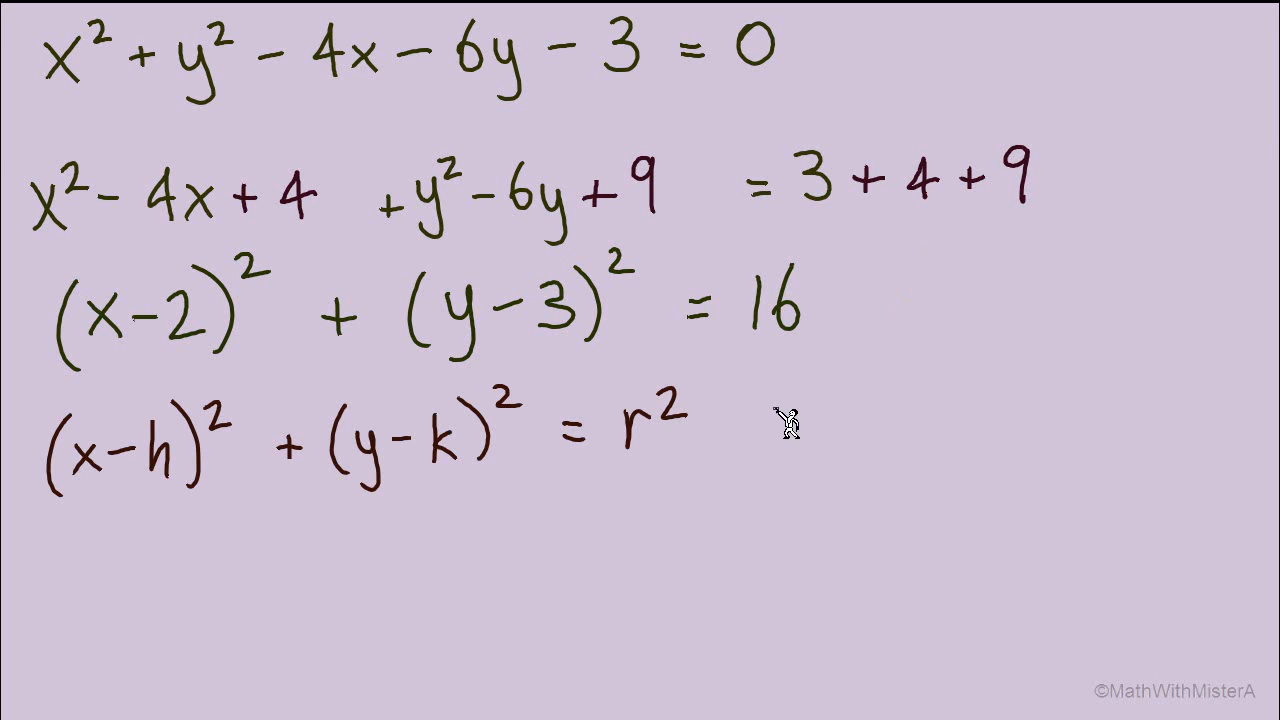 x² + y² - 4x - 6y - 3 = 0
x² - 4x + 4 + y² - 6y + 9 = 3 + 4 + 9
(x - 2)² + (y - 3)² = 16
(x - h)² + (y - k)² = r²
©MathWithMisterA